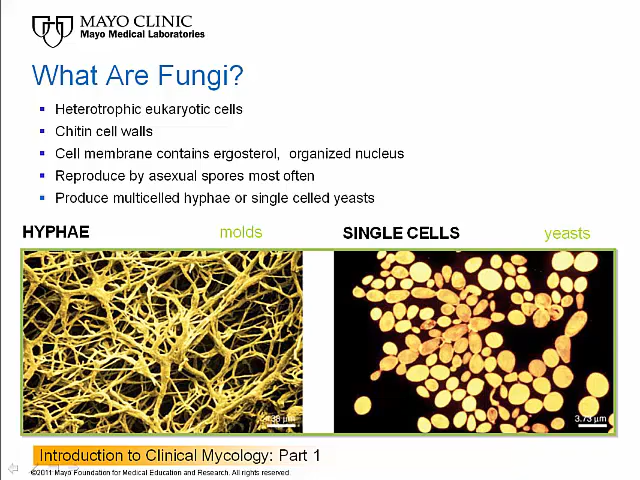 MAYO CLINIC
Mayo Medical Laboratories
What Are Fungi?
Heterotrophic eukaryotic cells
Chitin cell walls
Cell membrane contains ergosterol, organized nucleus
Reproduce by asexual spores most often
Produce multicelled hyphae or single celled yeasts
HYPHAE molds SINGLE CELLS yeasts
38 µm 3.73 µm
Introduction to Clinical Mycology: Part 1
©2011 Mayo Foundation for Medical Education and Research. All rights reserved.